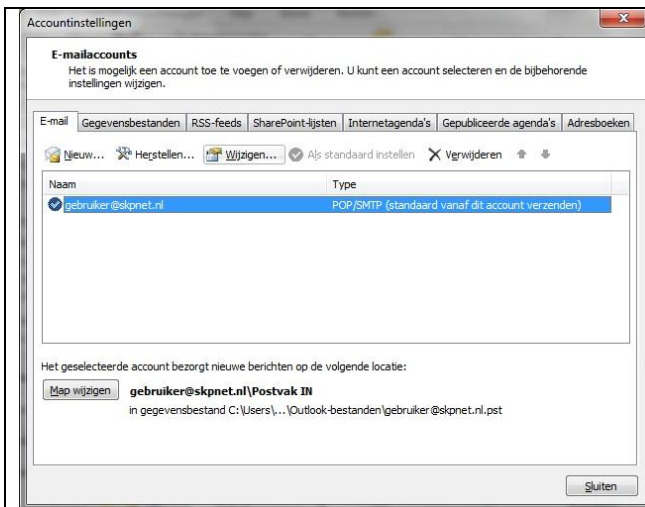 Accountinstellingen
E-mailaccounts
Het is mogelijk een account toe te voegen of verwijderen. U kunt een account selecteren en de bijbehorende
instellingen wijzigen.
E-mail Gegevensbestanden RSS-feeds SharePoint-lijsten Internetagenda's Gepubliceerde agenda's Adresboeken
Nieuw... Herstellen... Wijzigen... Als standaard instellen Verwijderen
Naam Type
gebruiker@skpnet.nl POP/SMTP (standaard vanaf dit account verzenden)
Het geselecteerde account bezorgt nieuwe berichten op de volgende locatie:
Map wijzigen gebruiker@skpnet.nl\Postvak IN
in gegevensbestand C:\Users\...\Outlook-bestanden\gebruiker@skpnet.nl.pst
Sluiten